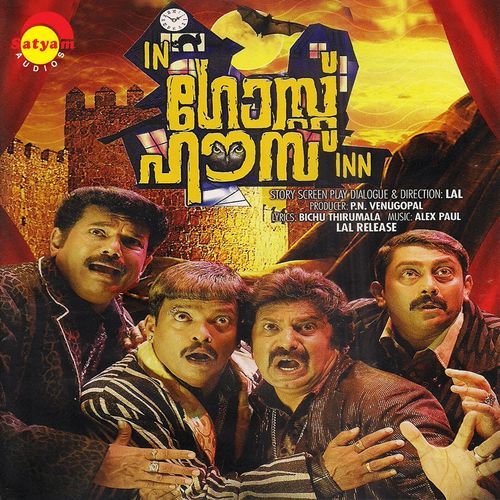 Satyam
AUDIOS
IN
ഗോസ്റ്റ്
ഹൗസ്
INN
STORY SCREEN PLAY DIALOGUE & DIRECTION: LAL
PRODUCER: P.N. VENUGOPAL
LYRICS: BICHU THIRUMALA MUSIC: ALEX PAUL
LAL RELEASE